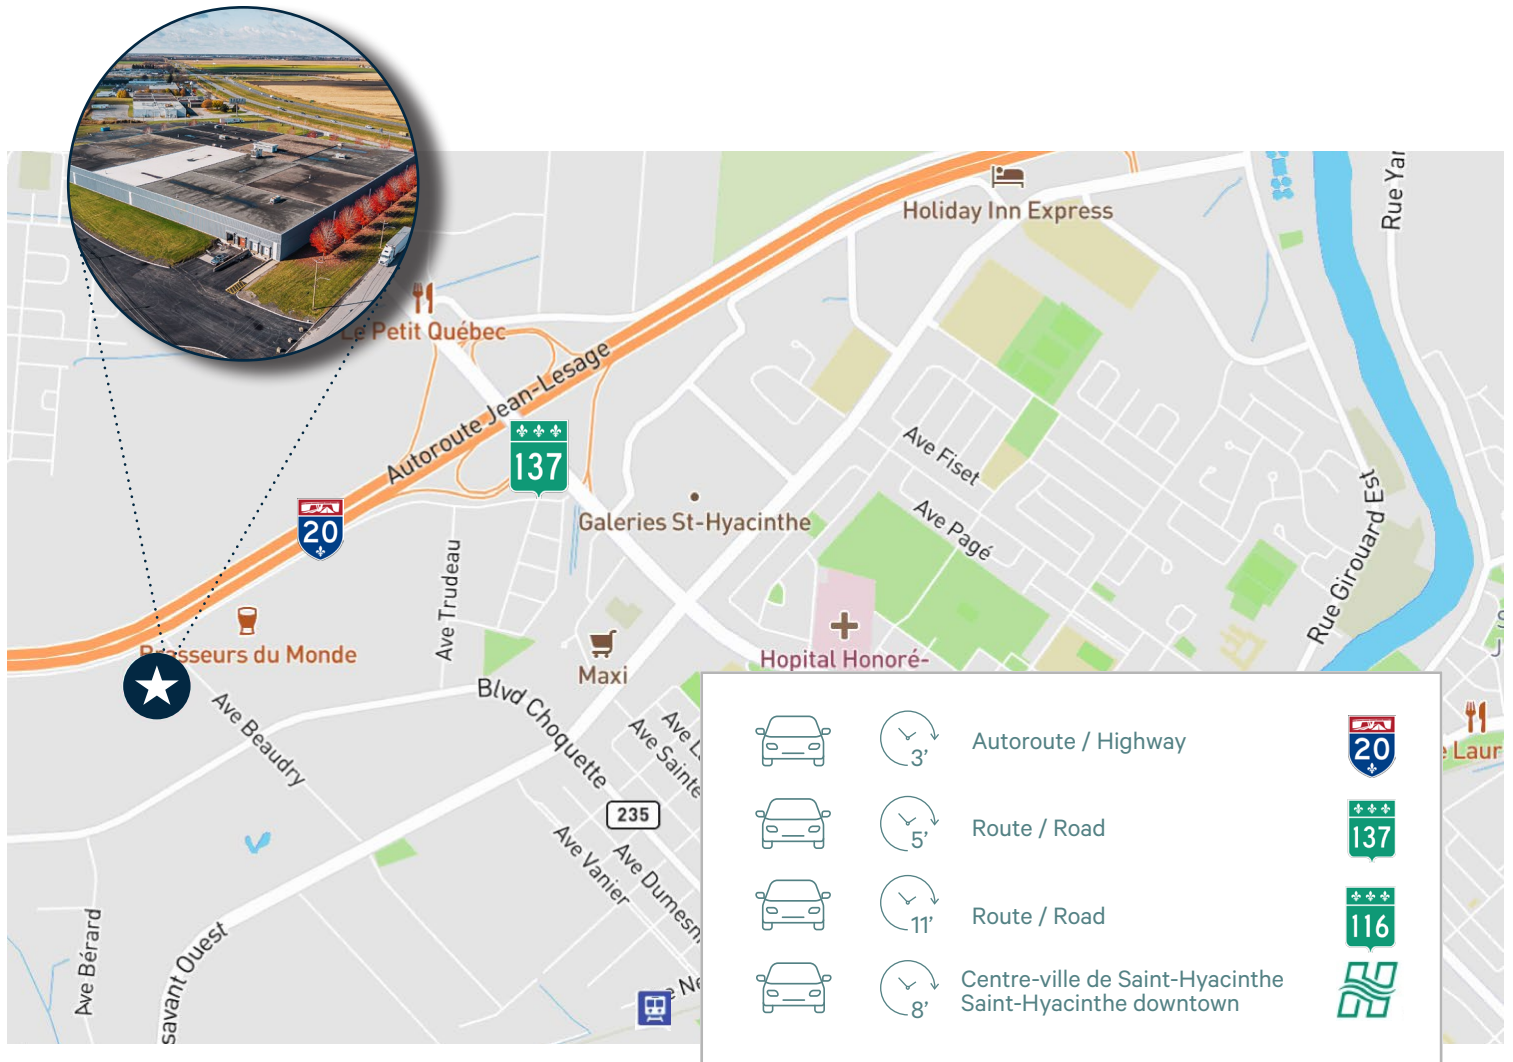 Rue Yar
Holiday Inn Express
Le Petit Québec
Autoroute Jean-Lesage
137
20
Ave Fiset
Galeries St-Hyacinthe
Ave Pagé
Rue Girouard Est
Ave Trudeau
Brasseurs du Monde
Maxi
Hopital Honoré-
Blvd Choquette
Ave Beaudry
Ave Sainte
Ave L
235
Ave Vanier
Ave Dumesn
e Ne
Ave Bérard
savant Ouest
S
J
e Laur
3’
Autoroute / Highway
20
5’
Route / Road
137
11’
Route / Road
116
8’
Centre-ville de Saint-Hyacinthe
Saint-Hyacinthe downtown